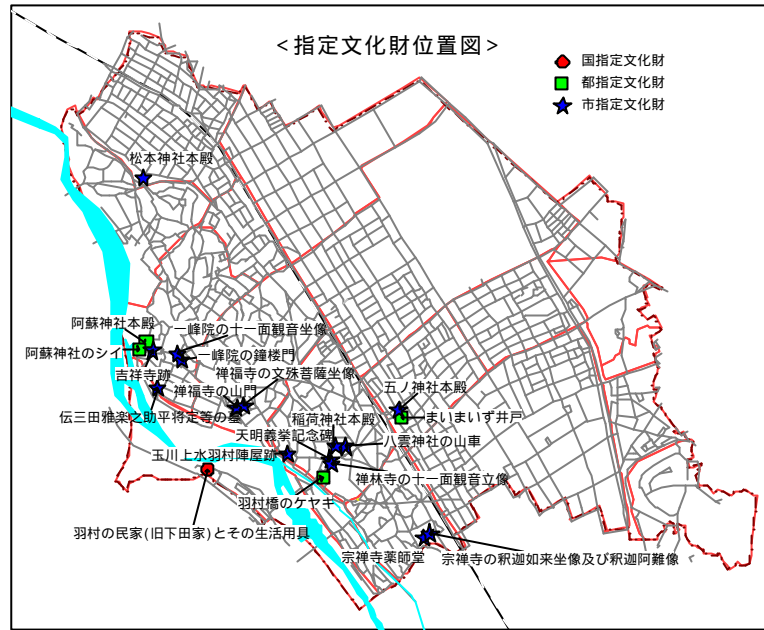 <指定文化財位置図>
国指定文化財
都指定文化財
市指定文化財
松本神社本殿
阿蘇神社本殿
一峰院の十一面観音坐像
阿蘇神社のシイ
一峰院の鐘楼門
吉祥寺跡
禅福寺の文殊菩薩坐像
禅福寺の山門
五ノ神社本殿
伝三田雅楽之助平将定等の墓
稲荷神社本殿
まいまいず井戸
天明義挙記念碑
八雲神社の山車
玉川上水羽村陣屋跡
禅林寺の十一面観音立像
羽村橋のケヤキ
羽村の民家(旧下田家)とその生活用具
宗禅寺薬師堂
宗禅寺の釈迦如来坐像及び釈迦阿難像